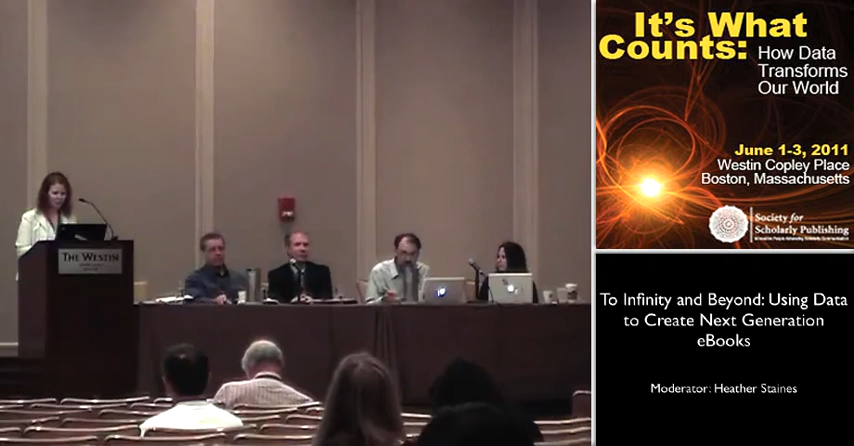 It's What
Counts:
How Data
Transforms
Our World
June 1-3, 2011
Westin Copley Place
Boston, Massachusetts
Society for
Scholarly Publishing
THE WESTIN
To Infinity and Beyond: Using Data
to Create Next Generation
eBooks
Moderator: Heather Staines